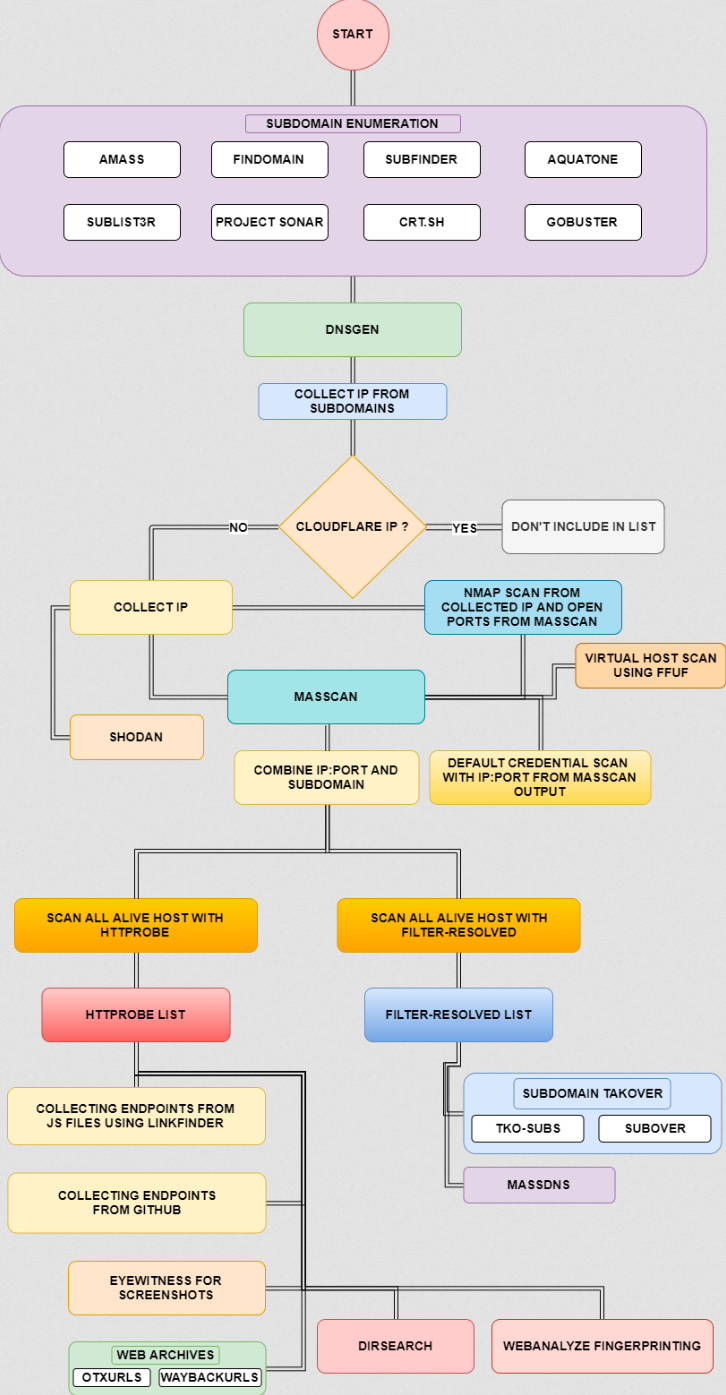 START
SUBDOMAIN ENUMERATION
AMASS
FINDOMAIN
SUBFINDER
AQUATONE
SUBLIST3R
PROJECT SONAR
CRT.SH
GOBUSTER
DNSGEN
COLLECT IP FROM
SUBDOMAINS
CLOUDFLARE IP ?
NO
YES
DON'T INCLUDE IN LIST
COLLECT IP
NMAP SCAN FROM
COLLECTED IP AND OPEN
PORTS FROM MASSCAN
VIRTUAL HOST SCAN
USING FFUF
MASSCAN
SHODAN
COMBINE IP:PORT AND
SUBDOMAIN
DEFAULT CREDENTIAL SCAN
WITH IP:PORT FROM MASSCAN
OUTPUT
SCAN ALL ALIVE HOST WITH
HTTPROBE
SCAN ALL ALIVE HOST WITH
FILTER-RESOLVED
HTTPROBE LIST
FILTER-RESOLVED LIST
COLLECTING ENDPOINTS FROM
JS FILES USING LINKFINDER
SUBDOMAIN TAKOVER
TKO-SUBS
SUBOVER
COLLECTING ENDPOINTS
FROM GITHUB
MASSDNS
EYEWITNESS FOR
SCREENSHOTS
DIRSEARCH
WEBANALYZE FINGERPRINTING
WEB ARCHIVES
OTXURLS
WAYBACKURLS